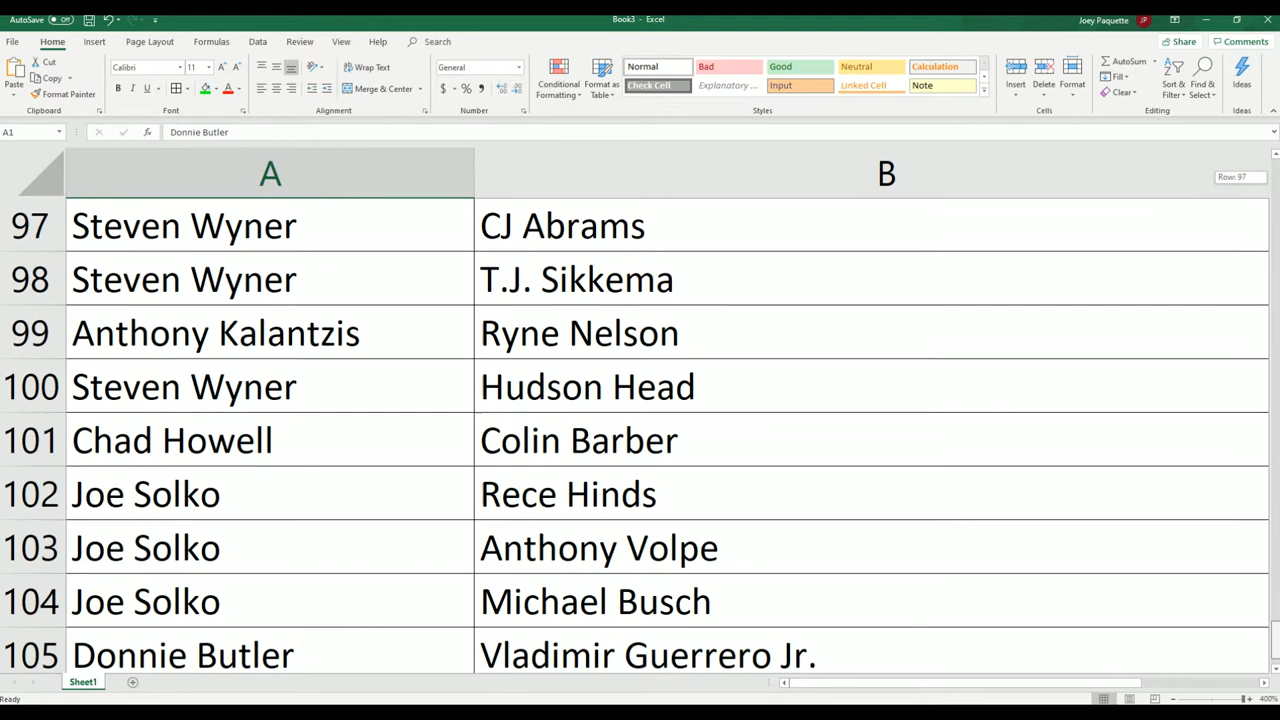 AutoSave Off Book3 - Excel Joey Paquette JP
File Home Insert Page Layout Formulas Data Review View Help Search Share Comments
Cut
Copy
Format Painter
Paste
Clipboard
Calibri 11
B I U
Font
Wrap Text
Merge & Center
Alignment
General
$ % ,
Number
Conditional Formatting
Format as Table
Normal Bad Good Neutral Calculation
Check Cell Explanatory ... Input Linked Cell Note
Styles
Insert Delete Format
Cells
AutoSum
Fill
Clear
Sort & Filter
Find & Select
Editing
Ideas
Ideas
A1 fx Donnie Butler
A B
Row: 97
97 Steven Wyner CJ Abrams
98 Steven Wyner T.J. Sikkema
99 Anthony Kalantzis Ryne Nelson
100 Steven Wyner Hudson Head
101 Chad Howell Colin Barber
102 Joe Solko Rece Hinds
103 Joe Solko Anthony Volpe
104 Joe Solko Michael Busch
105 Donnie Butler Vladimir Guerrero Jr.
Sheet1
Ready 400%